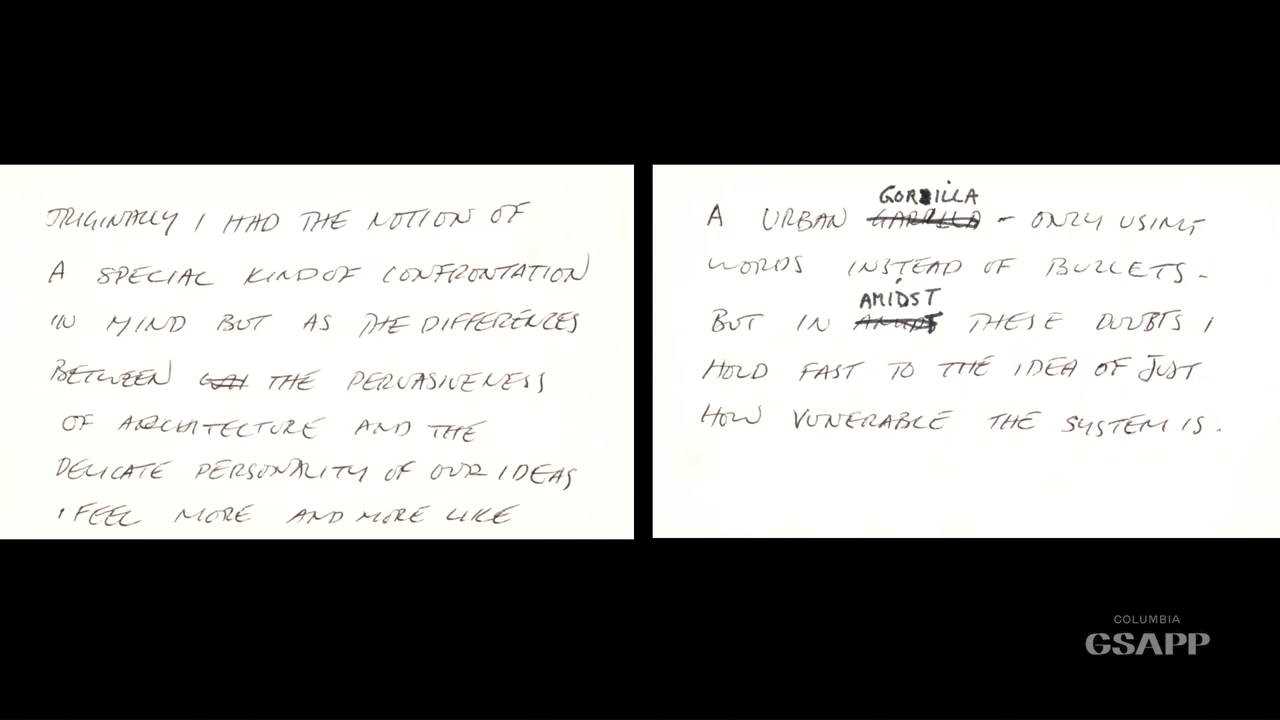 ORIGINALLY I HAD THE NOTION OF
A SPECIAL KIND OF CONFRONTATION
IN MIND BUT AS THE DIFFERENCES
BETWEEN THE PERVASIVENESS
OF ARCHITECTURE AND THE
DELICATE PERSONALITY OF OUR IDEAS
I FEEL MORE AND MORE LIKE
GORILLA
A URBAN – ONLY USING
WORDS INSTEAD OF BULLETS.
AMIDST
BUT IN THESE DOUBTS I
HOLD FAST TO THE IDEA OF JUST
HOW VUNERABLE THE SYSTEM IS.
COLUMBIA
GSAPP